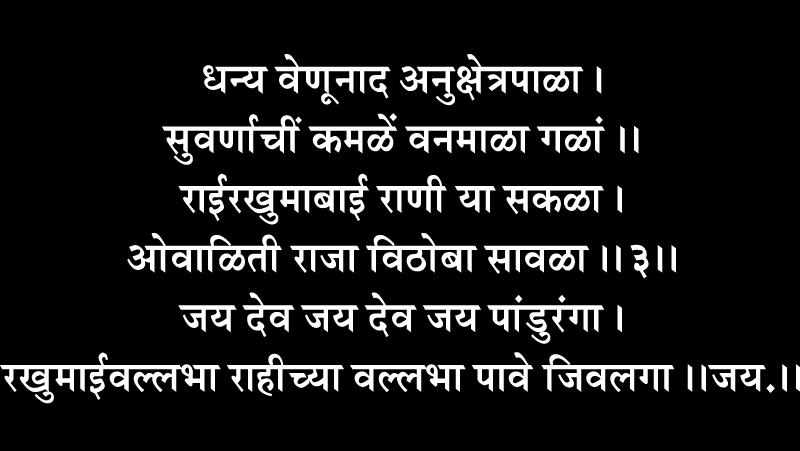 धन्य वेणूनाद अनुक्षेत्रपाळा ।
सुवर्णाचीं कमळें वनमाळा गळां ।।
राईरखुमाबाई राणी या सकळा ।
ओवाळिती राजा विठोबा सावळा ।। ३।।
जय देव जय देव जय पांडुरंगा ।
रखुमाईवल्लभा राहीच्या वल्लभा पावे जिवलगा ।।जय.।।